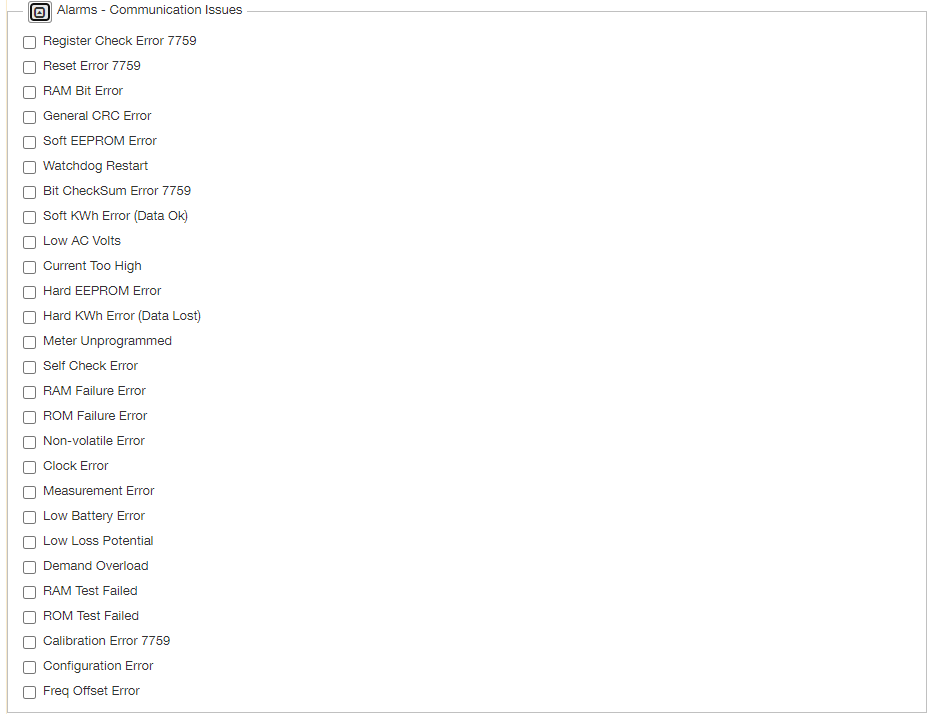 Alarms - Communication Issues
Register Check Error 7759
Reset Error 7759
RAM Bit Error
General CRC Error
Soft EEPROM Error
Watchdog Restart
Bit CheckSum Error 7759
Soft KWh Error (Data Ok)
Low AC Volts
Current Too High
Hard EEPROM Error
Hard KWh Error (Data Lost)
Meter Unprogrammed
Self Check Error
RAM Failure Error
ROM Failure Error
Non-volatile Error
Clock Error
Measurement Error
Low Battery Error
Low Loss Potential
Demand Overload
RAM Test Failed
ROM Test Failed
Calibration Error 7759
Configuration Error
Freq Offset Error